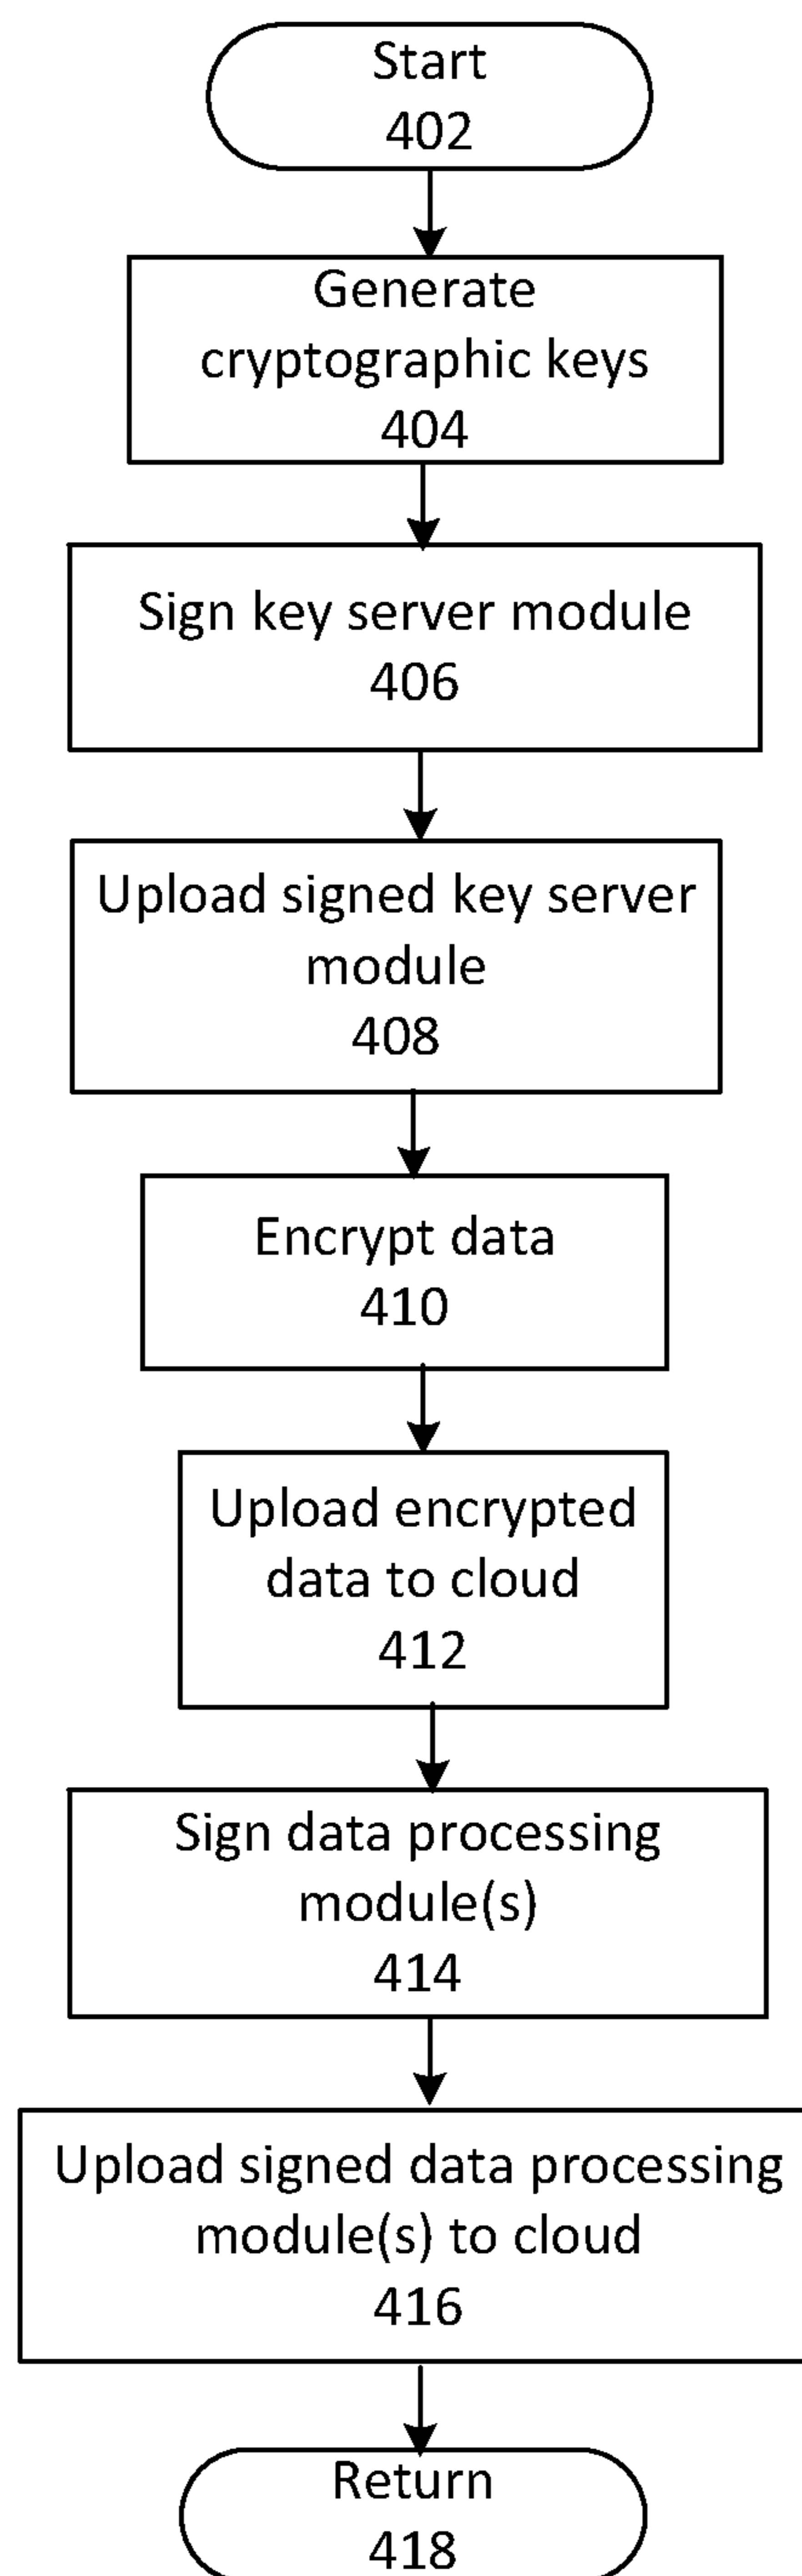 Start
402
Generate
cryptographic keys
404
Sign key server module
406
Upload signed key server
module
408
Encrypt data
410
Upload encrypted
data to cloud
412
Sign data processing
module(s)
414
Upload signed data processing
module(s) to cloud
416
Return
418